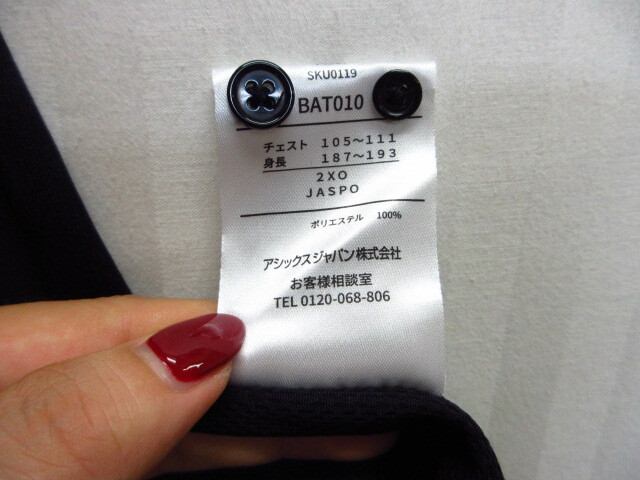 SKU0119
BAT010
チェスト 105～111
身長 187～193
2XO
JASPO
ポリエステル 100%
アシックスジャパン株式会社
お客様相談室
TEL 0120-068-806